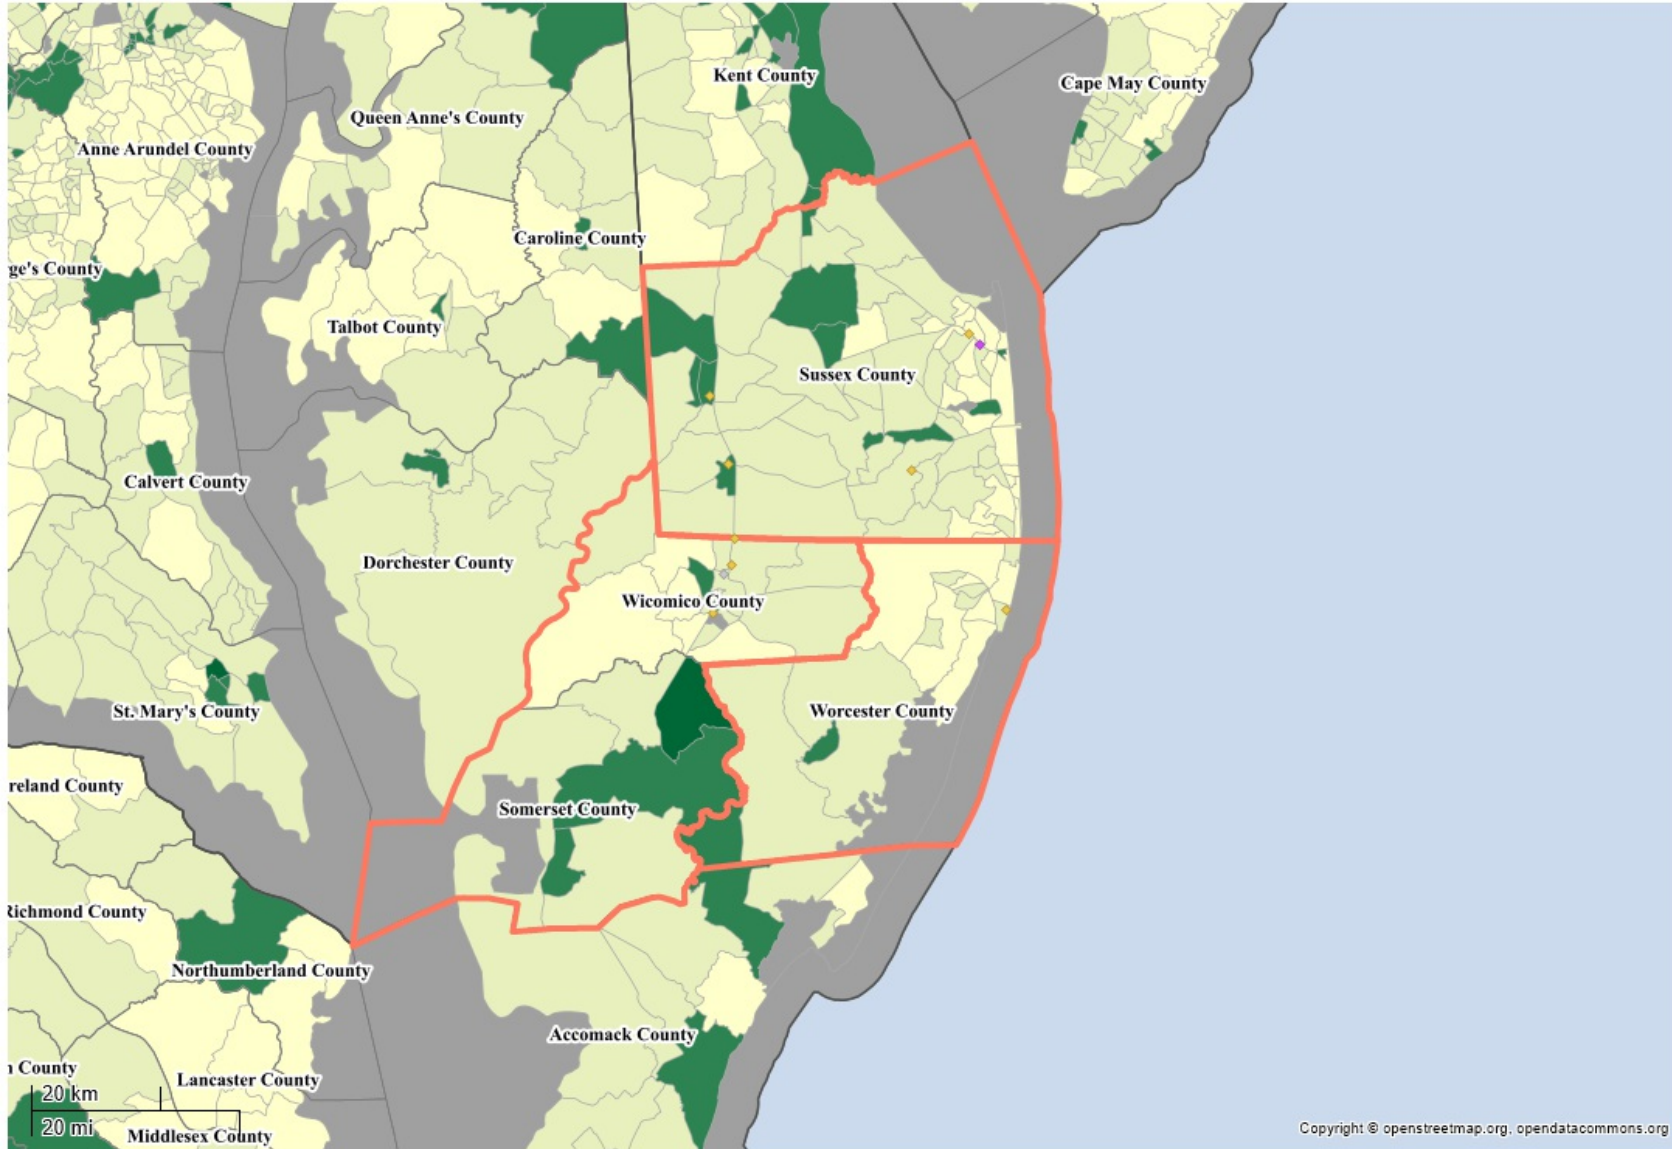 Kent County
Cape May County
Queen Anne's County
Anne Arundel County
Caroline County
ge's County
Talbot County
Sussex County
Calvert County
Dorchester County
Wicomico County
St. Mary's County
Worcester County
reland County
Somerset County
Richmond County
Northumberland County
Accomack County
n County
Lancaster County
20 km
20 mi
Middlesex County
Copyright © openstreetmap.org, opendatacommons.org